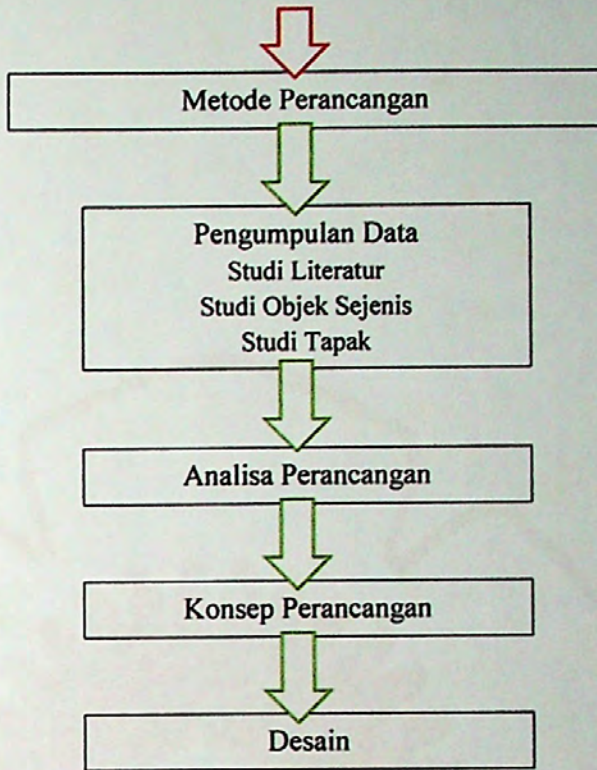 Metode Perancangan
Pengumpulan Data
Studi Literatur
Studi Objek Sejenis
Studi Tapak
Analisa Perancangan
Konsep Perancangan
Desain